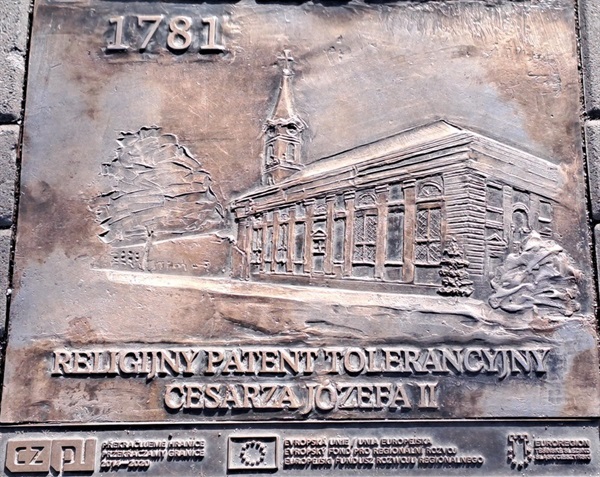 1781
RELIGIJNY PATENT TOLERANCYJNY
CESARZA JÓZEFA II
cz pl
PŘEKRAČUJEME HRANICE
PRZEKRACZAMY GRANICE
2014—2020
EVROPSKÁ UNIE / UNIA EUROPEJSKA
EVROPSKÝ FOND PRO REGIONÁLNÍ ROZVOJ
EUROPEJSKI FUNDUSZ ROZWOJU REGIONALNEGO
EUROREGION